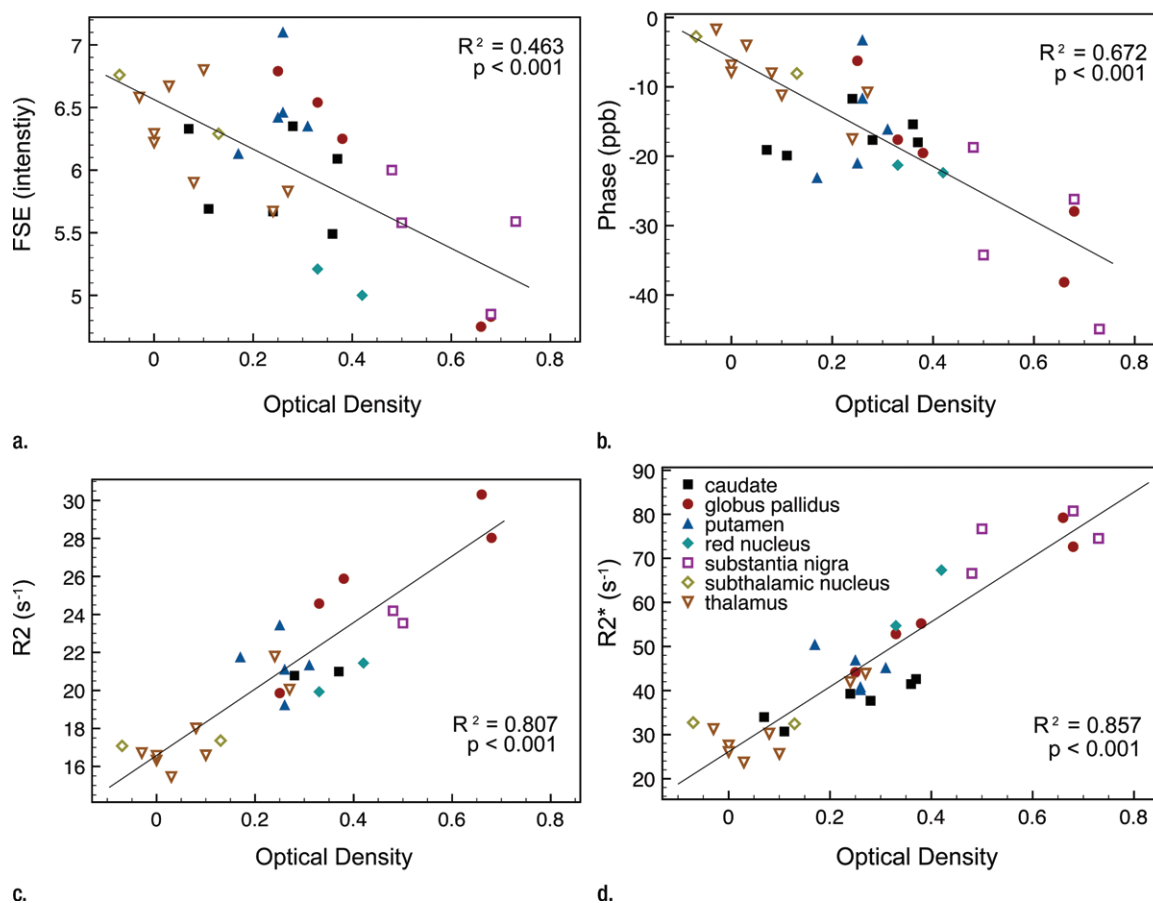 7
6.5
6
5.5
5
FSE (intenstiy)
R² = 0.463
p < 0.001
0 0.2 0.4 0.6 0.8
Optical Density
a.
0
-10
-20
-30
-40
Phase (ppb)
R² = 0.672
p < 0.001
0 0.2 0.4 0.6 0.8
Optical Density
b.
30
28
26
24
22
20
18
16
R2 (s⁻¹)
R² = 0.807
p < 0.001
0 0.2 0.4 0.6 0.8
Optical Density
c.
90
80
70
60
50
40
30
20
R2* (s⁻¹)
caudate
globus pallidus
putamen
red nucleus
substantia nigra
subthalamic nucleus
thalamus
R² = 0.857
p < 0.001
0 0.2 0.4 0.6 0.8
Optical Density
d.